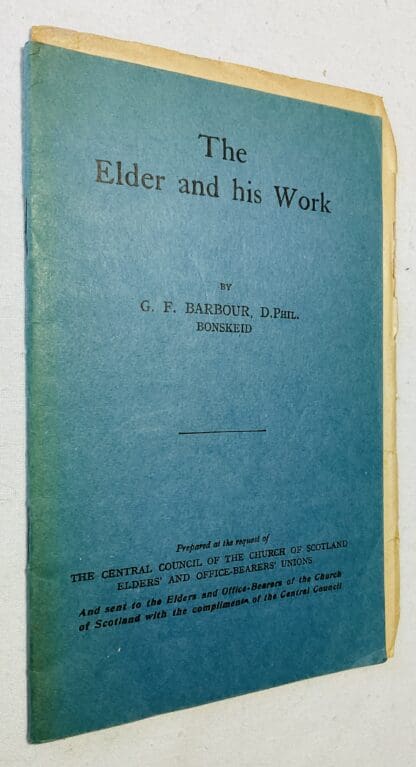 The
Elder and his Work
BY
G. F. BARBOUR, D.PHIL.
BONSKEID
Prepared at the request of
THE CENTRAL COUNCIL OF THE CHURCH OF SCOTLAND
ELDERS' AND OFFICE-BEARERS' UNIONS
And sent to the Elders and Office-Bearers of the Church
of Scotland with the compliments of the Central Council